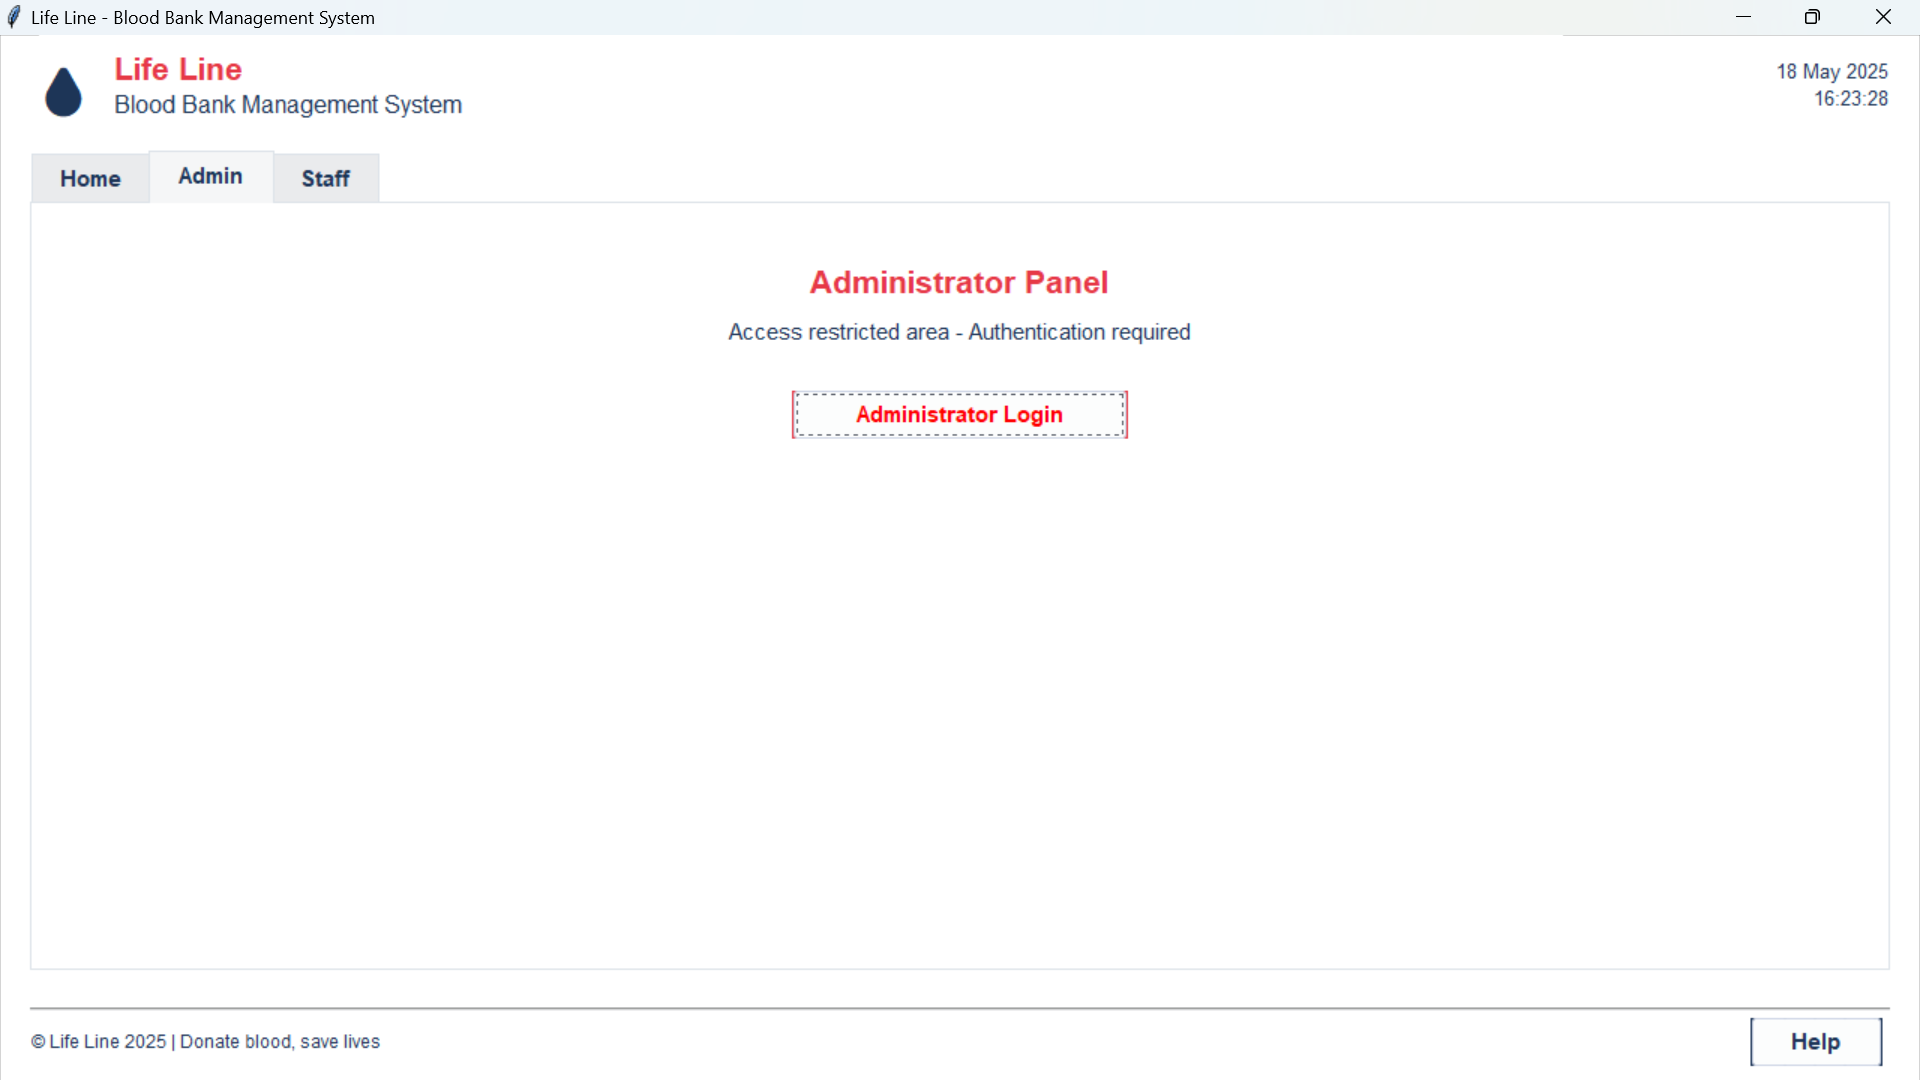 Life Line - Blood Bank Management System
Life Line
Blood Bank Management System
18 May 2025
16:23:28
Home Admin Staff
Administrator Panel
Access restricted area - Authentication required
Administrator Login
© Life Line 2025 | Donate blood, save lives
Help